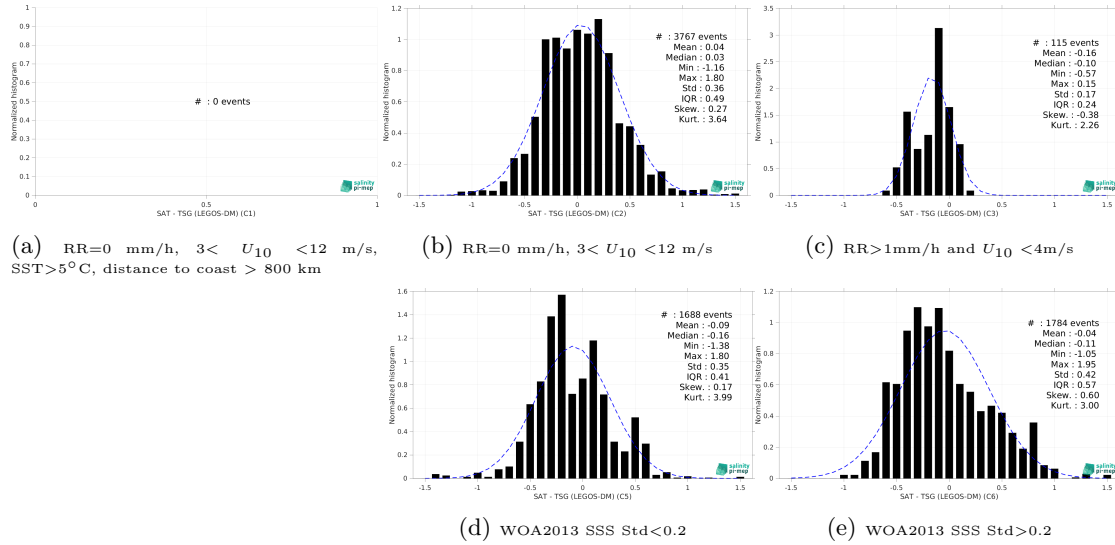 1
0.9
0.8
0.7
0.6
0.5
0.4
0.3
0.2
0.1
0
Normalized histogram
# : 0 events
salinity
pi-mep
0 0.5 1
SAT - TSG (LEGOS-DM) (C1)
(a) RR=0 mm/h, 3< U10 <12 m/s,
SST>5°C, distance to coast > 800 km
1.2
1
0.8
0.6
0.4
0.2
0
Normalized histogram
# : 3767 events
Mean : 0.04
Median : 0.03
Min : -1.16
Max : 1.80
Std : 0.36
IQR : 0.49
Skew. : 0.27
Kurt. : 3.64
salinity
pi-mep
-1.5 -1 -0.5 0 0.5 1 1.5
SAT - TSG (LEGOS-DM) (C2)
(b) RR=0 mm/h, 3< U10 <12 m/s
3.5
3
2.5
2
1.5
1
0.5
0
Normalized histogram
# : 115 events
Mean : -0.16
Median : -0.10
Min : -0.57
Max : 0.15
Std : 0.17
IQR : 0.24
Skew. : -0.38
Kurt. : 2.26
salinity
pi-mep
-1.5 -1 -0.5 0 0.5 1 1.5
SAT - TSG (LEGOS-DM) (C3)
(c) RR>1mm/h and U10 <4m/s
1.6
1.4
1.2
1
0.8
0.6
0.4
0.2
0
Normalized histogram
# : 1688 events
Mean : -0.09
Median : -0.16
Min : -1.38
Max : 1.80
Std : 0.35
IQR : 0.41
Skew. : 0.17
Kurt. : 3.99
salinity
pi-mep
-1.5 -1 -0.5 0 0.5 1 1.5
SAT - TSG (LEGOS-DM) (C5)
(d) WOA2013 SSS Std<0.2
1.2
1
0.8
0.6
0.4
0.2
0
Normalized histogram
# : 1784 events
Mean : -0.04
Median : -0.11
Min : -1.05
Max : 1.95
Std : 0.42
IQR : 0.57
Skew. : 0.60
Kurt. : 3.00
salinity
pi-mep
-1.5 -1 -0.5 0 0.5 1 1.5
SAT - TSG (LEGOS-DM) (C6)
(e) WOA2013 SSS Std>0.2